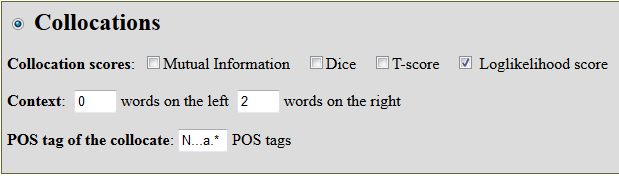 Collocations
Collocation scores: Mutual Information Dice T-score Loglikelihood score
Context: 0 words on the left 2 words on the right
POS tag of the collocate: N...a.* POS tags